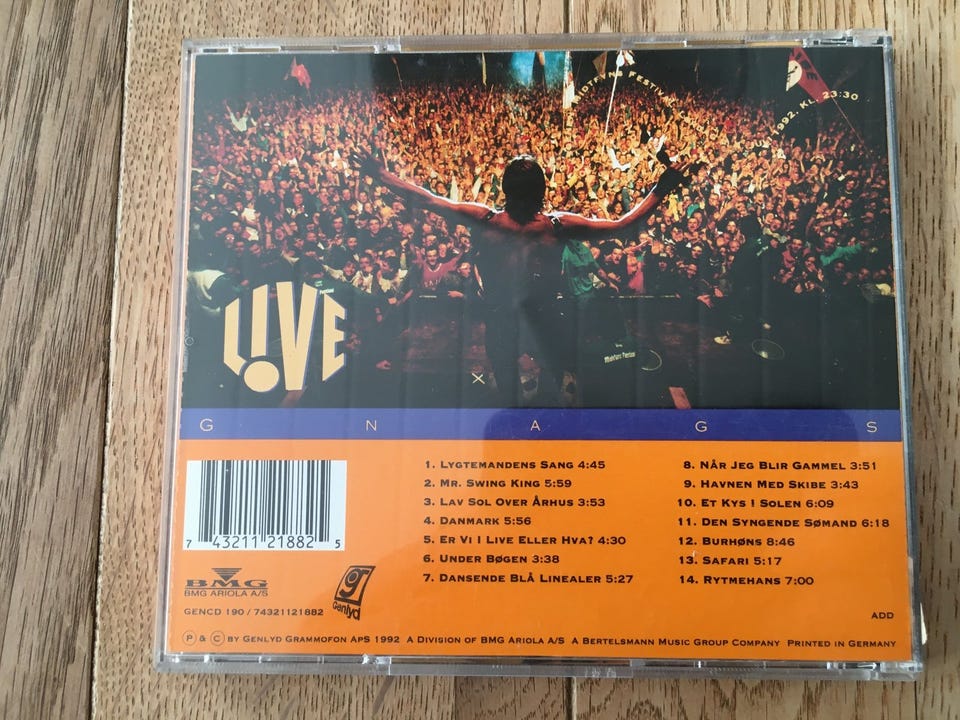 MIDTFYNS FESTIVAL
1992. KL. 23:30
L!VE
Midtfyns Festival
X
G N A G S
1. LYGTEMANDENS SANG 4:45
2. MR. SWING KING 5:59
3. LAV SOL OVER ÅRHUS 3:53
4. DANMARK 5:56
5. ER VI I LIVE ELLER HVA? 4:30
6. UNDER BØGEN 3:38
7. DANSENDE BLÅ LINEALER 5:27
8. NÅR JEG BLIR GAMMEL 3:51
9. HAVNEN MED SKIBE 3:43
10. ET KYS I SOLEN 6:09
11. DEN SYNGENDE SØMAND 6:18
12. BURHØNS 8:46
13. SAFARI 5:17
14. RYTMEHANS 7:00
7 43211 21882 5
BMG
BMG ARIOLA A/S
g
Genlyd
GENCD 190 / 74321121882
ADD
Ⓟ & Ⓒ BY GENLYD GRAMMOFON APS 1992 A DIVISION OF BMG ARIOLA A/S A BERTELSMANN MUSIC GROUP COMPANY PRINTED IN GERMANY